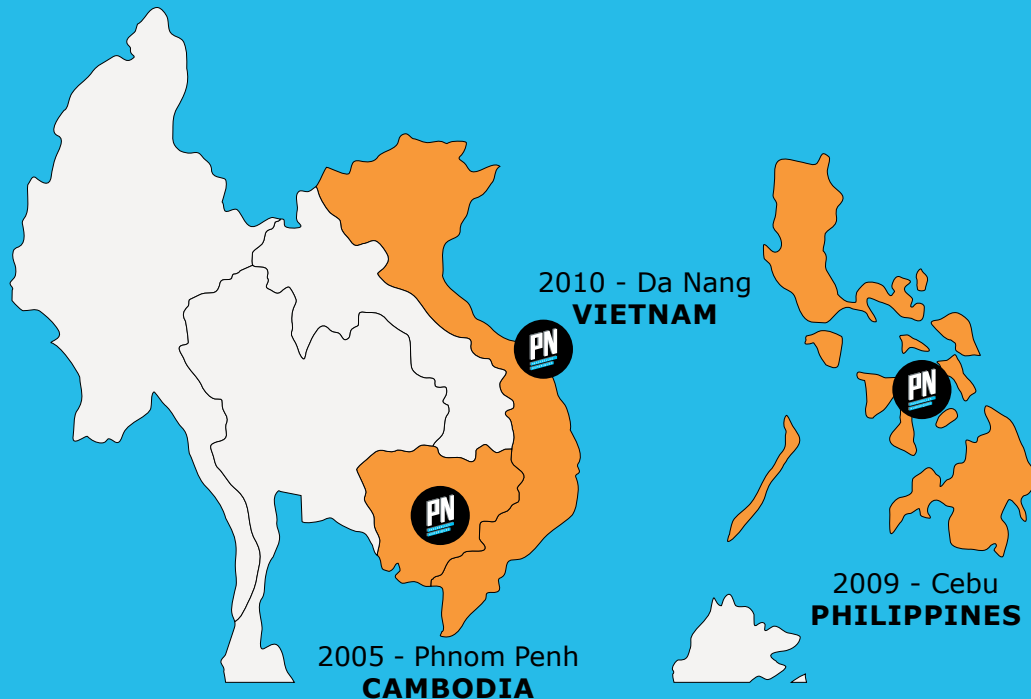 2010 - Da Nang
VIETNAM
PN
PN
PN
2009 - Cebu
PHILIPPINES
2005 - Phnom Penh
CAMBODIA